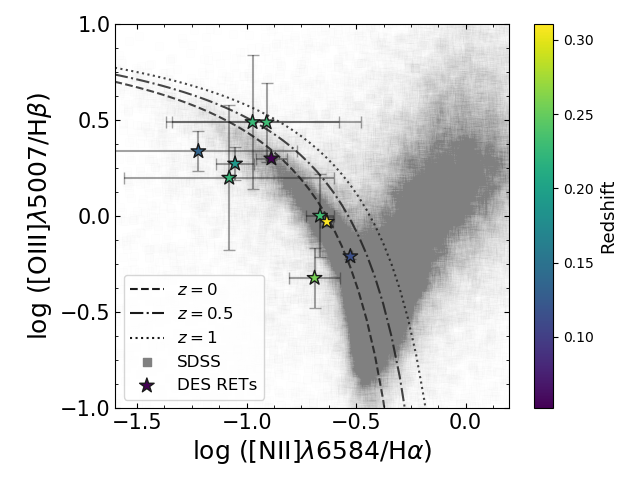 1.0
0.5
0.0
−0.5
−1.0
log ([OIII]λ5007/Hβ)
z = 0
z = 0.5
z = 1
SDSS
DES RETs
−1.5
−1.0
−0.5
0.0
log ([NII]λ6584/Hα)
0.30
0.25
0.20
0.15
0.10
Redshift